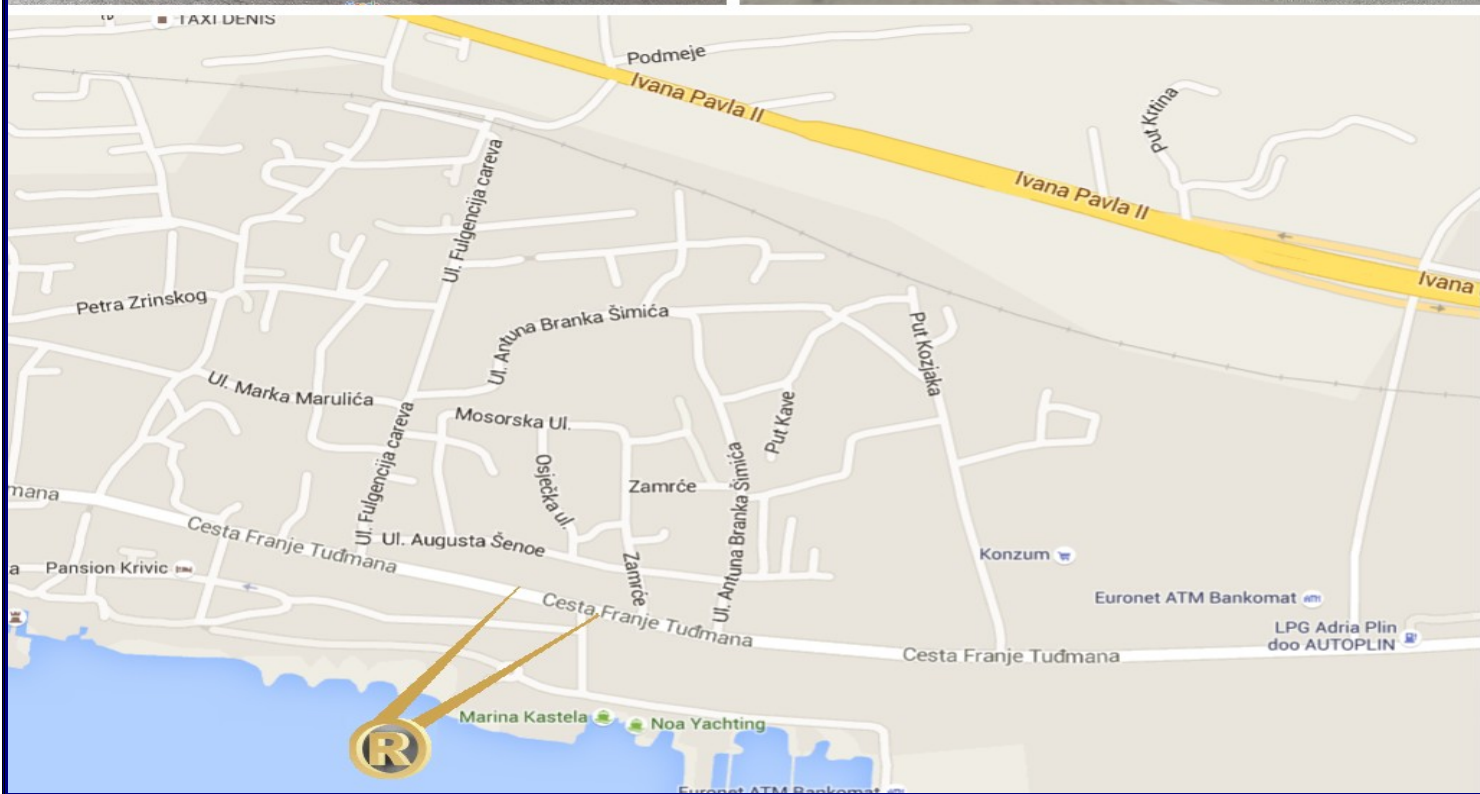 TAXI DENIS
Podmeje
Ivana Pavla II
Put Krtina
Ivana Pavla II
Ivana
Ul. Fulgencija careva
Petra Zrinskog
Ul. Antuna Branka Šimića
Put Kozjaka
Ul. Marka Marulića
Mosorska Ul.
Put Kave
Ul. Fulgencija careva
Osječka ul.
Zamrće
Ul. Antuna Branka Šimića
mana
Cesta Franje Tuđmana
Ul. Augusta Šenoe
Konzum
a
Pansion Krivic
Zamrće
Cesta Franje Tuđmana
Euronet ATM Bankomat
LPG Adria Plin
doo AUTOPLIN
Cesta Franje Tuđmana
Marina Kastela
Noa Yachting
R
Euronet ATM Bankomat